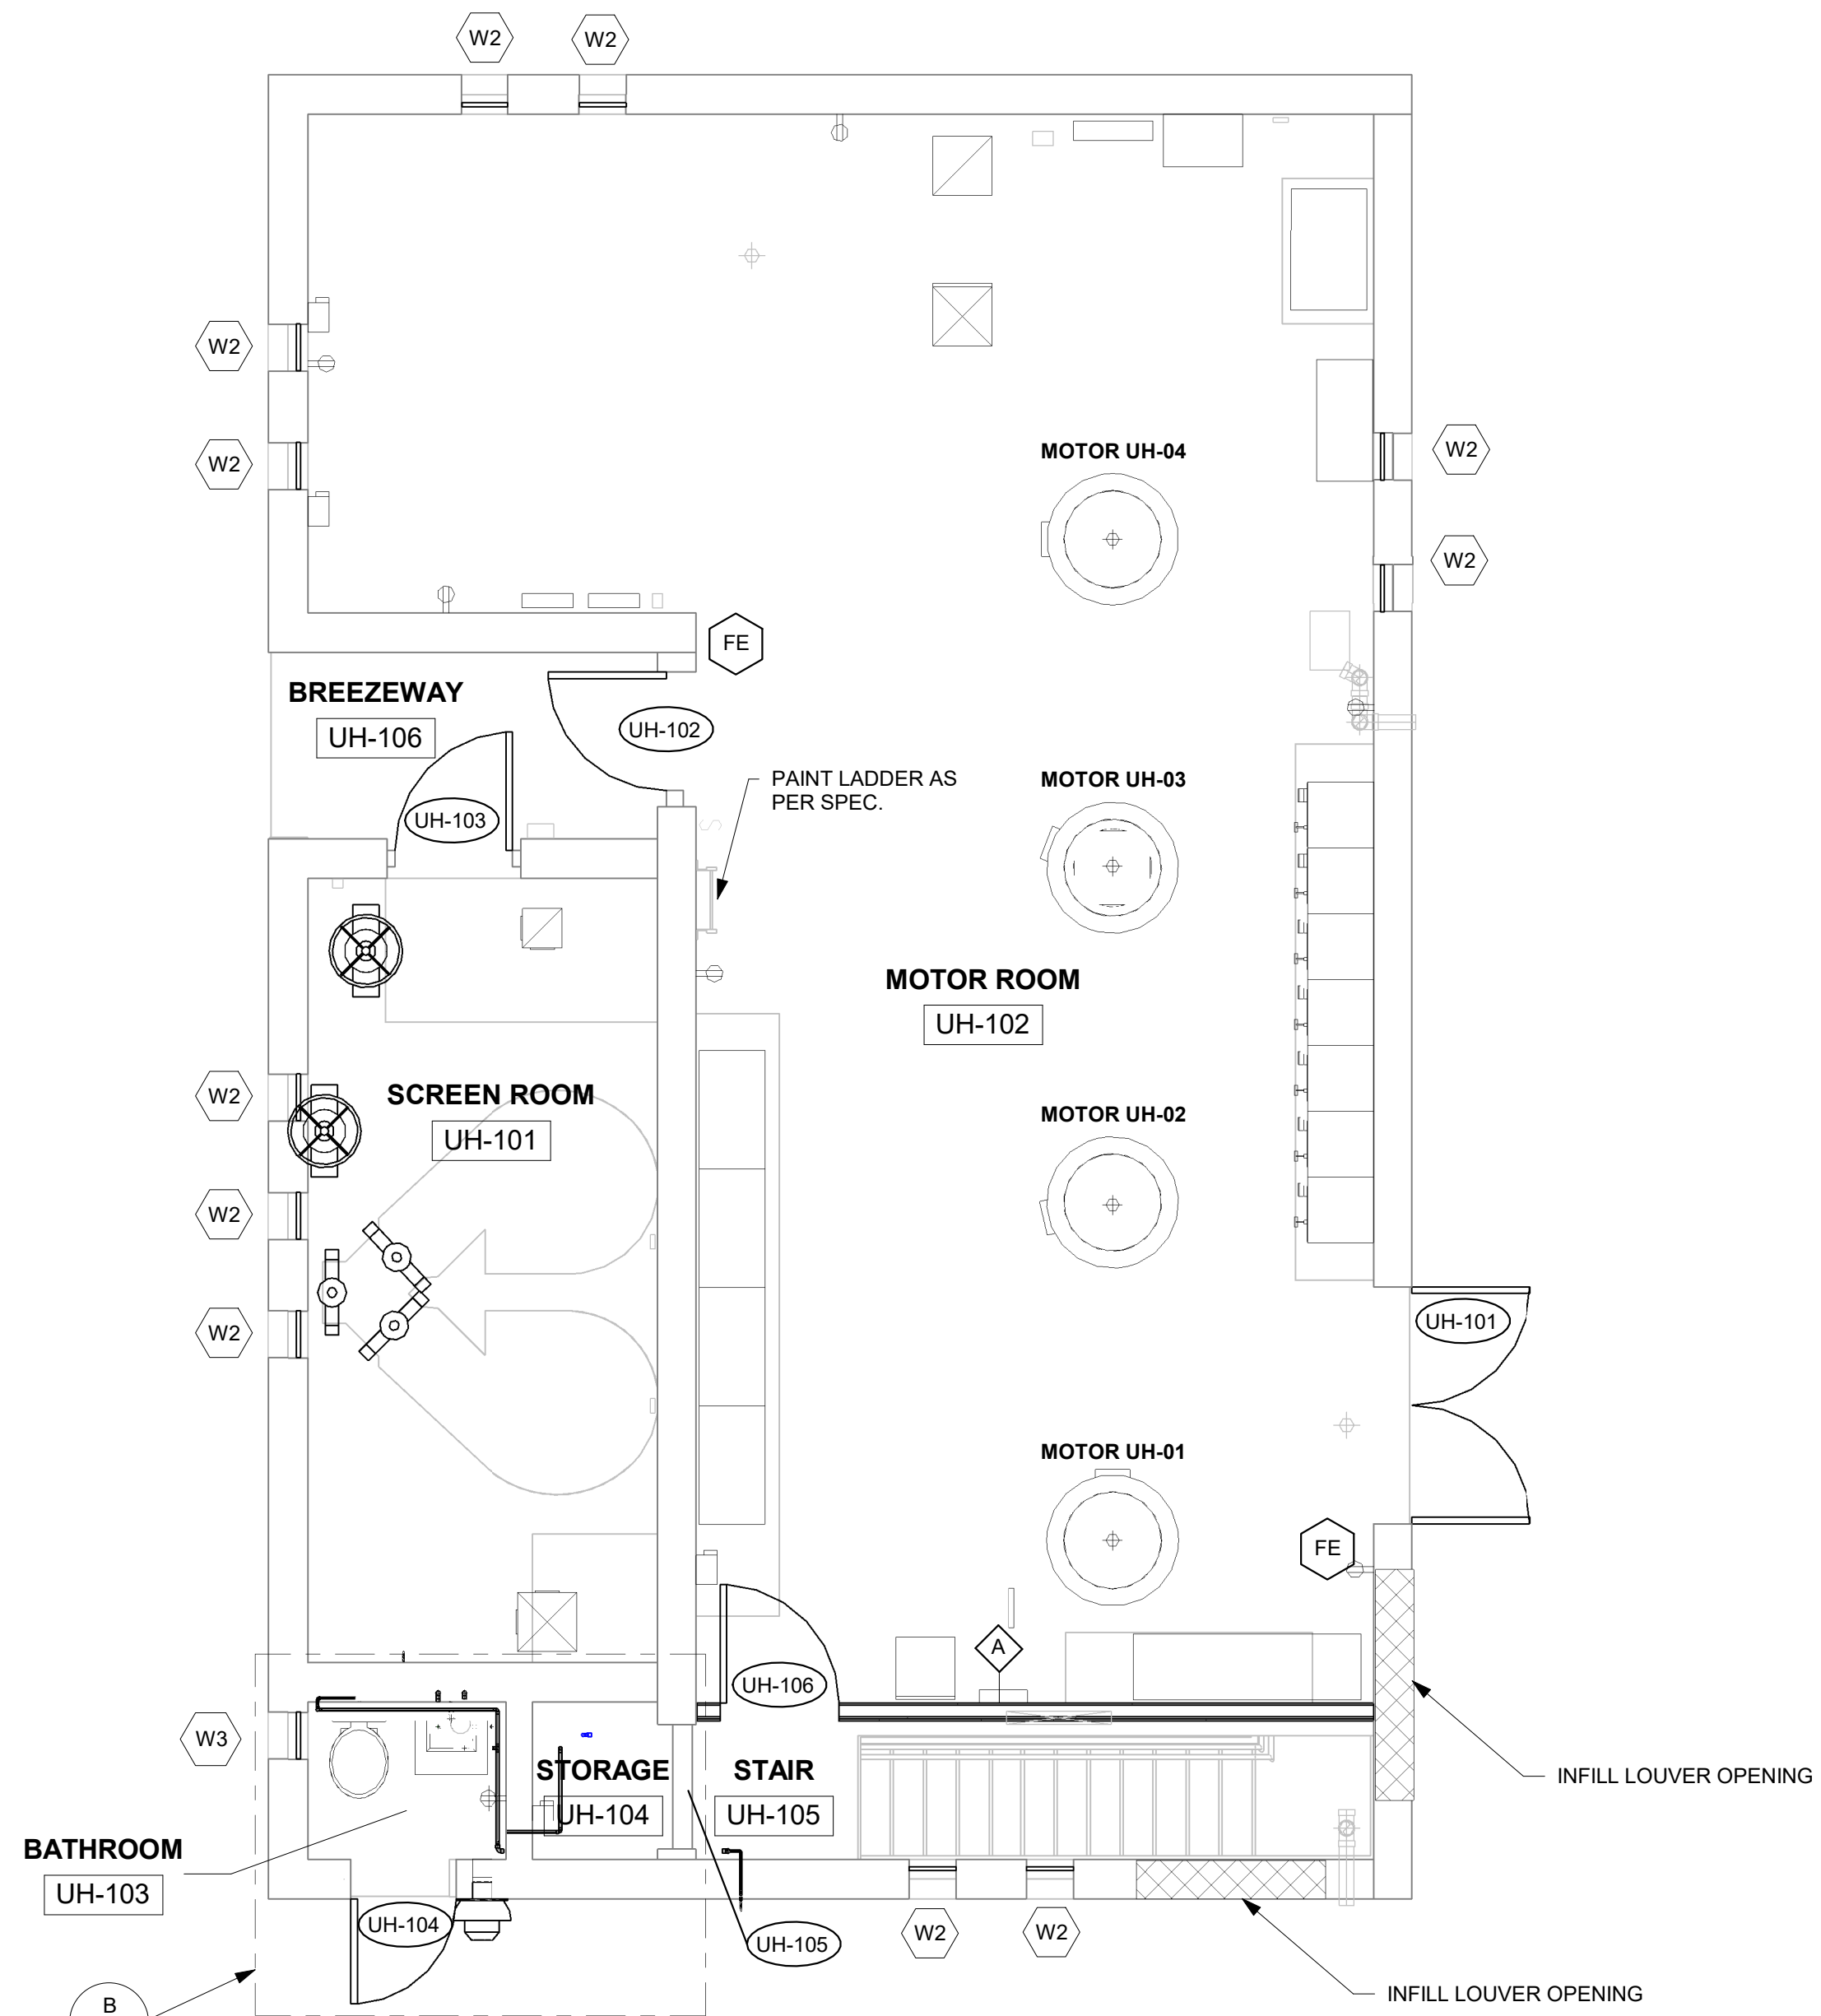 W2
W2
W2
W2
MOTOR UH-04
W2
W2
FE
BREEZEWAY
UH-106
UH-102
UH-103
PAINT LADDER AS
PER SPEC.
MOTOR UH-03
S
MOTOR ROOM
UH-102
W2
SCREEN ROOM
UH-101
MOTOR UH-02
W2
W2
UH-101
MOTOR UH-01
FE
A
UH-106
W3
STORAGE
UH-104
STAIR
UH-105
INFILL LOUVER OPENING
BATHROOM
UH-103
UH-104
UH-105
W2
W2
INFILL LOUVER OPENING
B